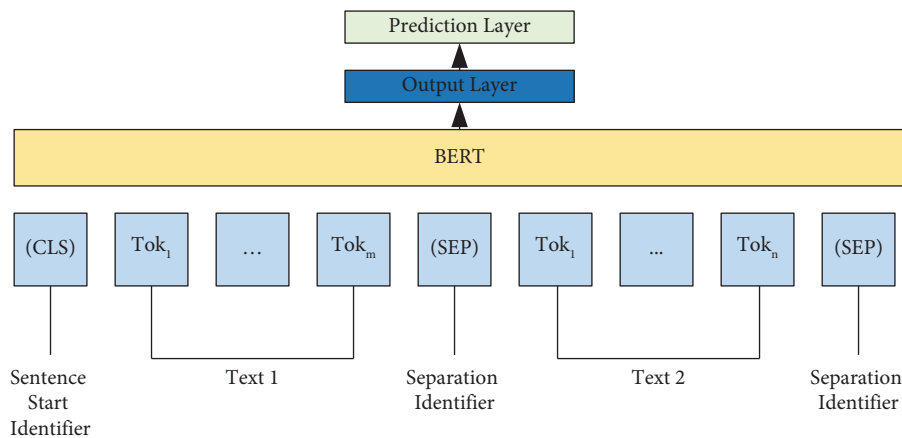 Prediction Layer
Output Layer
BERT
(CLS) Tok₁ … Tokₘ (SEP) Tok₁ ... Tokₙ (SEP)
Sentence Start Identifier
Text 1
Separation Identifier
Text 2
Separation Identifier